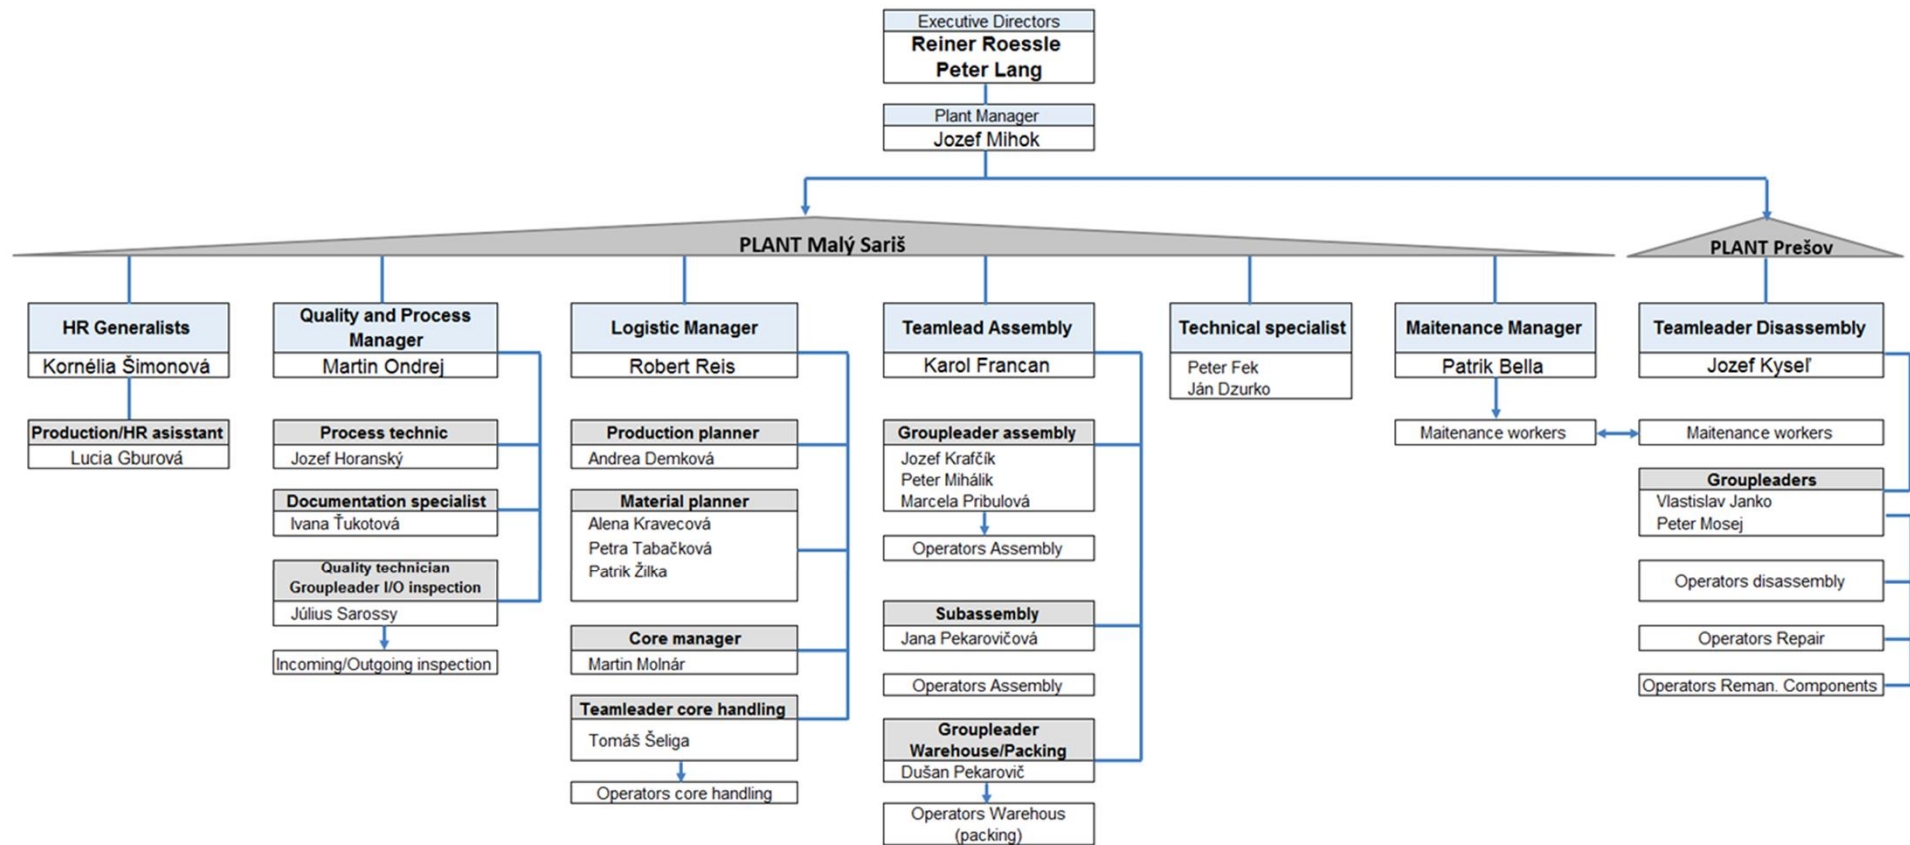 Executive Directors
Reiner Roessle
Peter Lang
Plant Manager
Jozef Mihok
PLANT Malý Sariš
PLANT Prešov
HR Generalists
Kornélia Šimonová
Production/HR asisstant
Lucia Gburová
Quality and Process
Manager
Martin Ondrej
Process technic
Jozef Horanský
Documentation specialist
Ivana Ťukotová
Quality technician
Groupleader I/O inspection
Július Sarossy
Incoming/Outgoing inspection
Logistic Manager
Robert Reis
Production planner
Andrea Demková
Material planner
Alena Kravecová
Petra Tabačková
Patrik Žilka
Core manager
Martin Molnár
Teamleader core handling
Tomáš Šeliga
Operators core handling
Teamlead Assembly
Karol Francan
Groupleader assembly
Jozef Krafčík
Peter Mihálik
Marcela Pribulová
Operators Assembly
Subassembly
Jana Pekarovičová
Operators Assembly
Groupleader
Warehouse/Packing
Dušan Pekarovič
Operators Warehous
(packing)
Technical specialist
Peter Fek
Ján Dzurko
Maitenance Manager
Patrik Bella
Maitenance workers
Teamleader Disassembly
Jozef Kyseľ
Maitenance workers
Groupleaders
Vlastislav Janko
Peter Mosej
Operators disassembly
Operators Repair
Operators Reman. Components